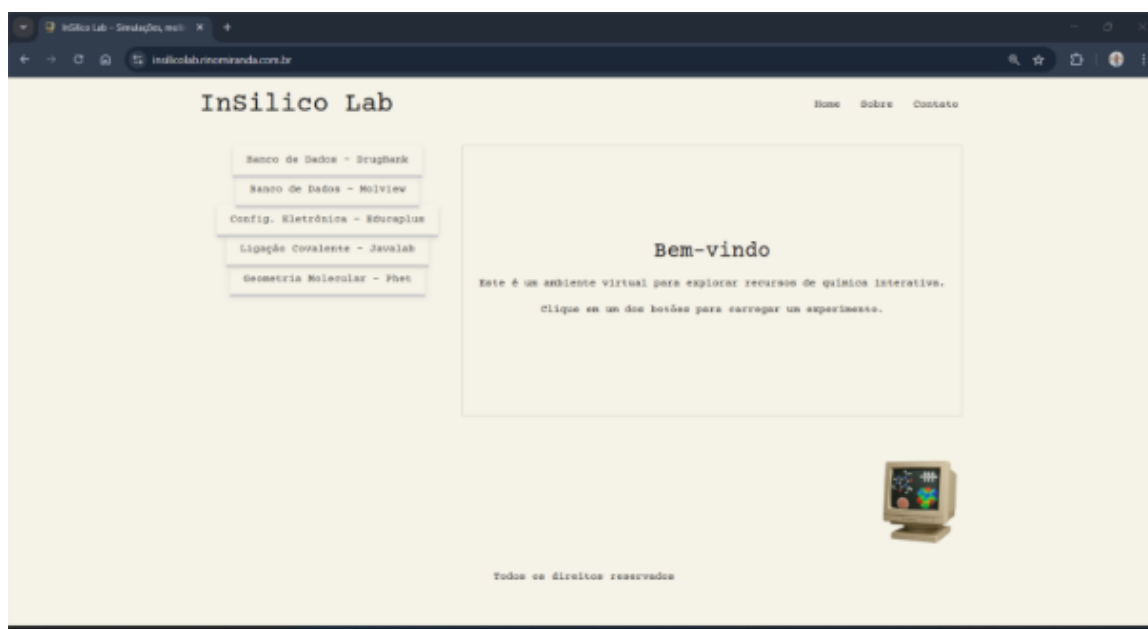 InSilico Lab - Simulações, mol
insilicolab.rinomiranda.com.br
InSilico Lab
Home Sobre Contato
Banco de Dados - DrugBank
Banco de Dados - Molview
Config. Eletrônica - Educaplus
Ligação Covalente - Javalab
Geometria Molecular - Phet
Bem-vindo
Este é um ambiente virtual para explorar recursos de química interativa.
Clique em um dos botões para carregar um experimento.
Todos os direitos reservados